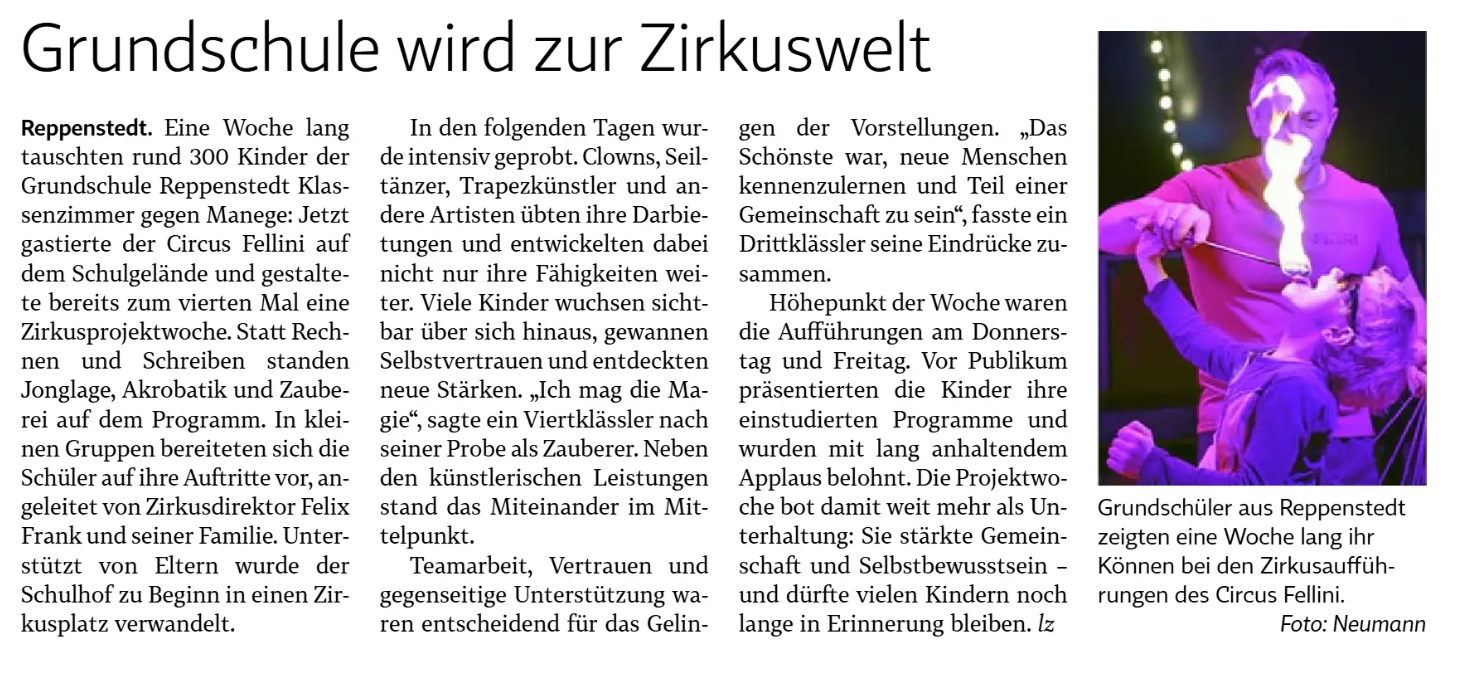 Grundschule wird zur Zirkuswelt
Reppenstedt. Eine Woche lang
tauschten rund 300 Kinder der
Grundschule Reppenstedt Klas-
senzimmer gegen Manege: Jetzt
gastierte der Circus Fellini auf
dem Schulgelände und gestalte-
te bereits zum vierten Mal eine
Zirkusprojektwoche. Statt Rech-
nen und Schreiben standen
Jonglage, Akrobatik und Zaube-
rei auf dem Programm. In klei-
nen Gruppen bereiteten sich die
Schüler auf ihre Auftritte vor, an-
geleitet von Zirkusdirektor Felix
Frank und seiner Familie. Unter-
stützt von Eltern wurde der
Schulhof zu Beginn in einen Zir-
kusplatz verwandelt.
In den folgenden Tagen wur-
de intensiv geprobt. Clowns, Seil-
tänzer, Trapezkünstler und an-
dere Artisten übten ihre Darbie-
tungen und entwickelten dabei
nicht nur ihre Fähigkeiten wei-
ter. Viele Kinder wuchsen sicht-
bar über sich hinaus, gewannen
Selbstvertrauen und entdeckten
neue Stärken. „Ich mag die Ma-
gie“, sagte ein Viertklässler nach
seiner Probe als Zauberer. Neben
den künstlerischen Leistungen
stand das Miteinander im Mit-
telpunkt.
Teamarbeit, Vertrauen und
gegenseitige Unterstützung wa-
ren entscheidend für das Gelin-
gen der Vorstellungen. „Das
Schönste war, neue Menschen
kennenzulernen und Teil einer
Gemeinschaft zu sein“, fasste ein
Drittklässler seine Eindrücke zu-
sammen.
Höhepunkt der Woche waren
die Aufführungen am Donners-
tag und Freitag. Vor Publikum
präsentierten die Kinder ihre
einstudierten Programme und
wurden mit lang anhaltendem
Applaus belohnt. Die Projektwo-
che bot damit weit mehr als Un-
terhaltung: Sie stärkte Gemein-
schaft und Selbstbewusstsein –
und dürfte vielen Kindern noch
lange in Erinnerung bleiben. lz
Grundschüler aus Reppenstedt
zeigten eine Woche lang ihr
Können bei den Zirkusauffüh-
rungen des Circus Fellini.
Foto: Neumann